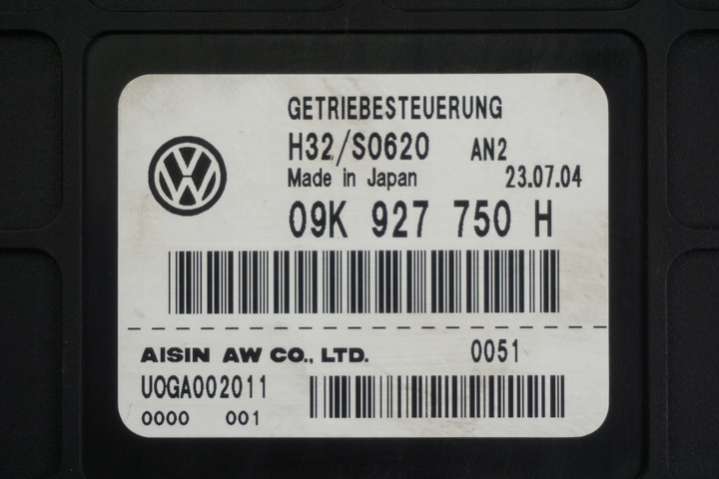 GETRIEBESTEUERUNG
H32/S0620 AN2
Made in Japan 23.07.04
09K 927 750 H
AISIN AW CO., LTD. 0051
U0GA002011
0000 001